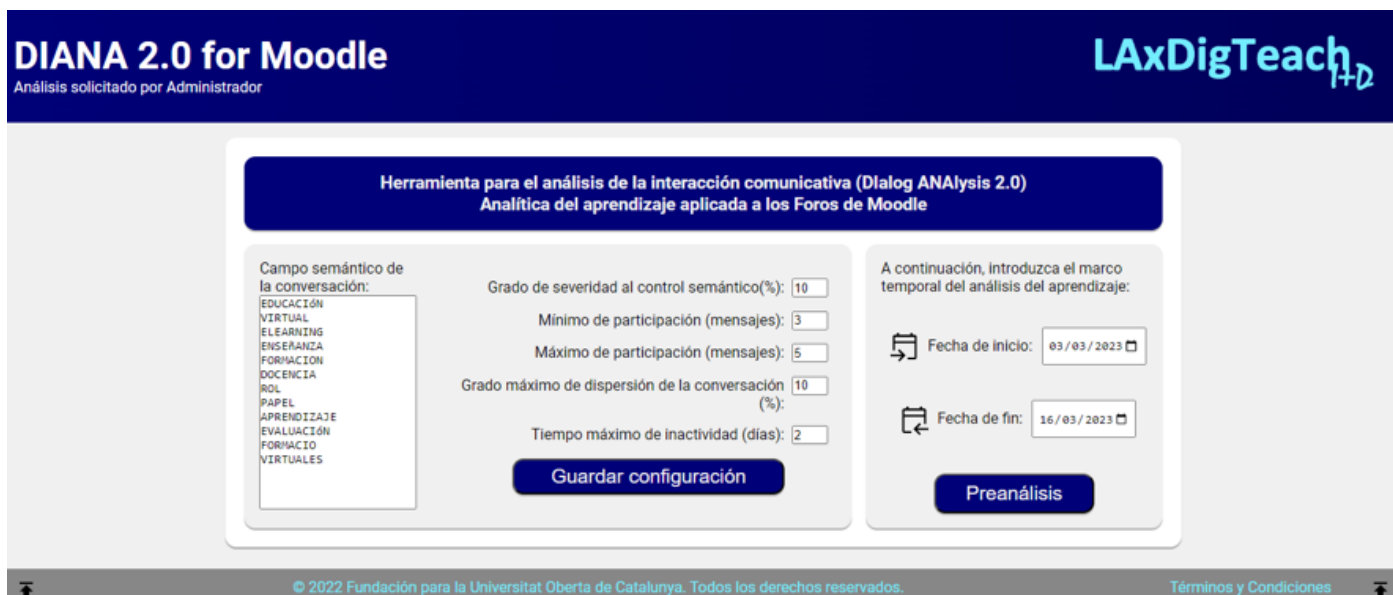 DIANA 2.0 for Moodle
Análisis solicitado por Administrador
LAxDigTeach
I+D
Herramienta para el análisis de la interacción comunicativa (DIalog ANAlysis 2.0)
Analítica del aprendizaje aplicada a los Foros de Moodle
Campo semántico de
la conversación:
EDUCACIóN
VIRTUAL
ELEARNING
ENSEÑANZA
FORMACION
DOCENCIA
ROL
PAPEL
APRENDIZAJE
EVALUACIóN
FORMACIO
VIRTUALES
Grado de severidad al control semántico(%): 10
Mínimo de participación (mensajes): 3
Máximo de participación (mensajes): 5
Grado máximo de dispersión de la conversación 10
(%):
Tiempo máximo de inactividad (días): 2
Guardar configuración
A continuación, introduzca el marco
temporal del análisis del aprendizaje:
Fecha de inicio: 03/03/2023
Fecha de fin: 16/03/2023
Preanálisis
© 2022 Fundación para la Universitat Oberta de Catalunya. Todos los derechos reservados.
Términos y Condiciones